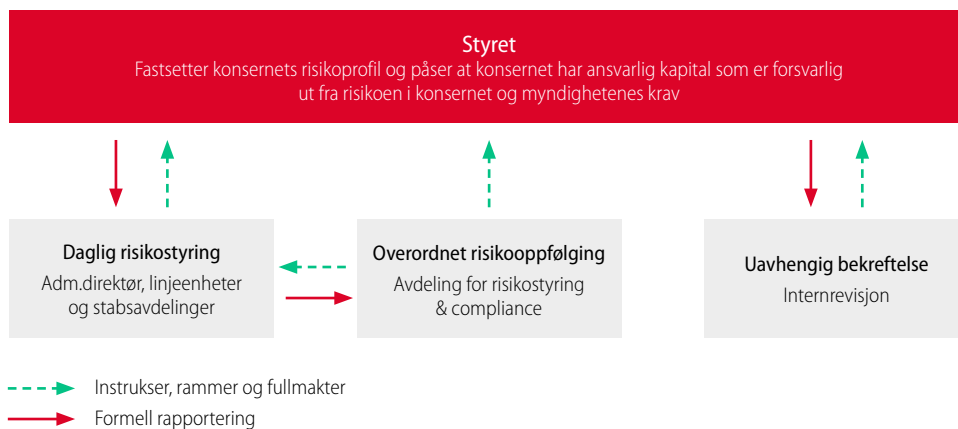 Styret
Fastsetter konsernets risikoprofil og påser at konsernet har ansvarlig kapital som er forsvarlig
ut fra risikoen i konsernet og myndighetenes krav
Daglig risikostyring
Adm.direktør, linjeenheter
og stabsavdelinger
Overordnet risikooppfølging
Avdeling for risikostyring
& compliance
Uavhengig bekreftelse
Internrevisjon
Instrukser, rammer og fullmakter
Formell rapportering